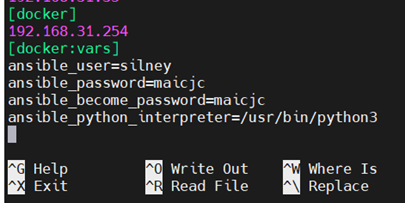 [docker]
192.168.31.254
[docker:vars]
ansible_user=silney
ansible_password=maicjc
ansible_become_password=maicjc
ansible_python_interpreter=/usr/bin/python3
^G Help ^O Write Out ^W Where Is
^X Exit ^R Read File ^\ Replace